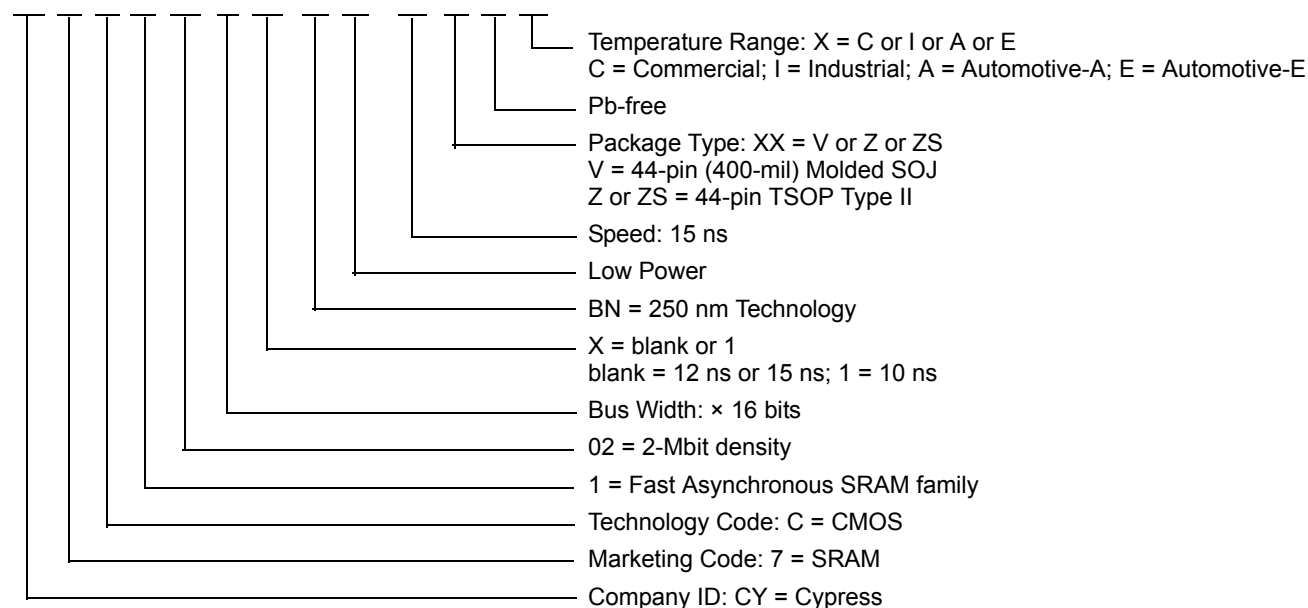 Temperature Range: X = C or I or A or E
C = Commercial; I = Industrial; A = Automotive-A; E = Automotive-E
Pb-free
Package Type: XX = V or Z or ZS
V = 44-pin (400-mil) Molded SOJ
Z or ZS = 44-pin TSOP Type II
Speed: 15 ns
Low Power
BN = 250 nm Technology
X = blank or 1
blank = 12 ns or 15 ns; 1 = 10 ns
Bus Width: × 16 bits
02 = 2-Mbit density
1 = Fast Asynchronous SRAM family
Technology Code: C = CMOS
Marketing Code: 7 = SRAM
Company ID: CY = Cypress